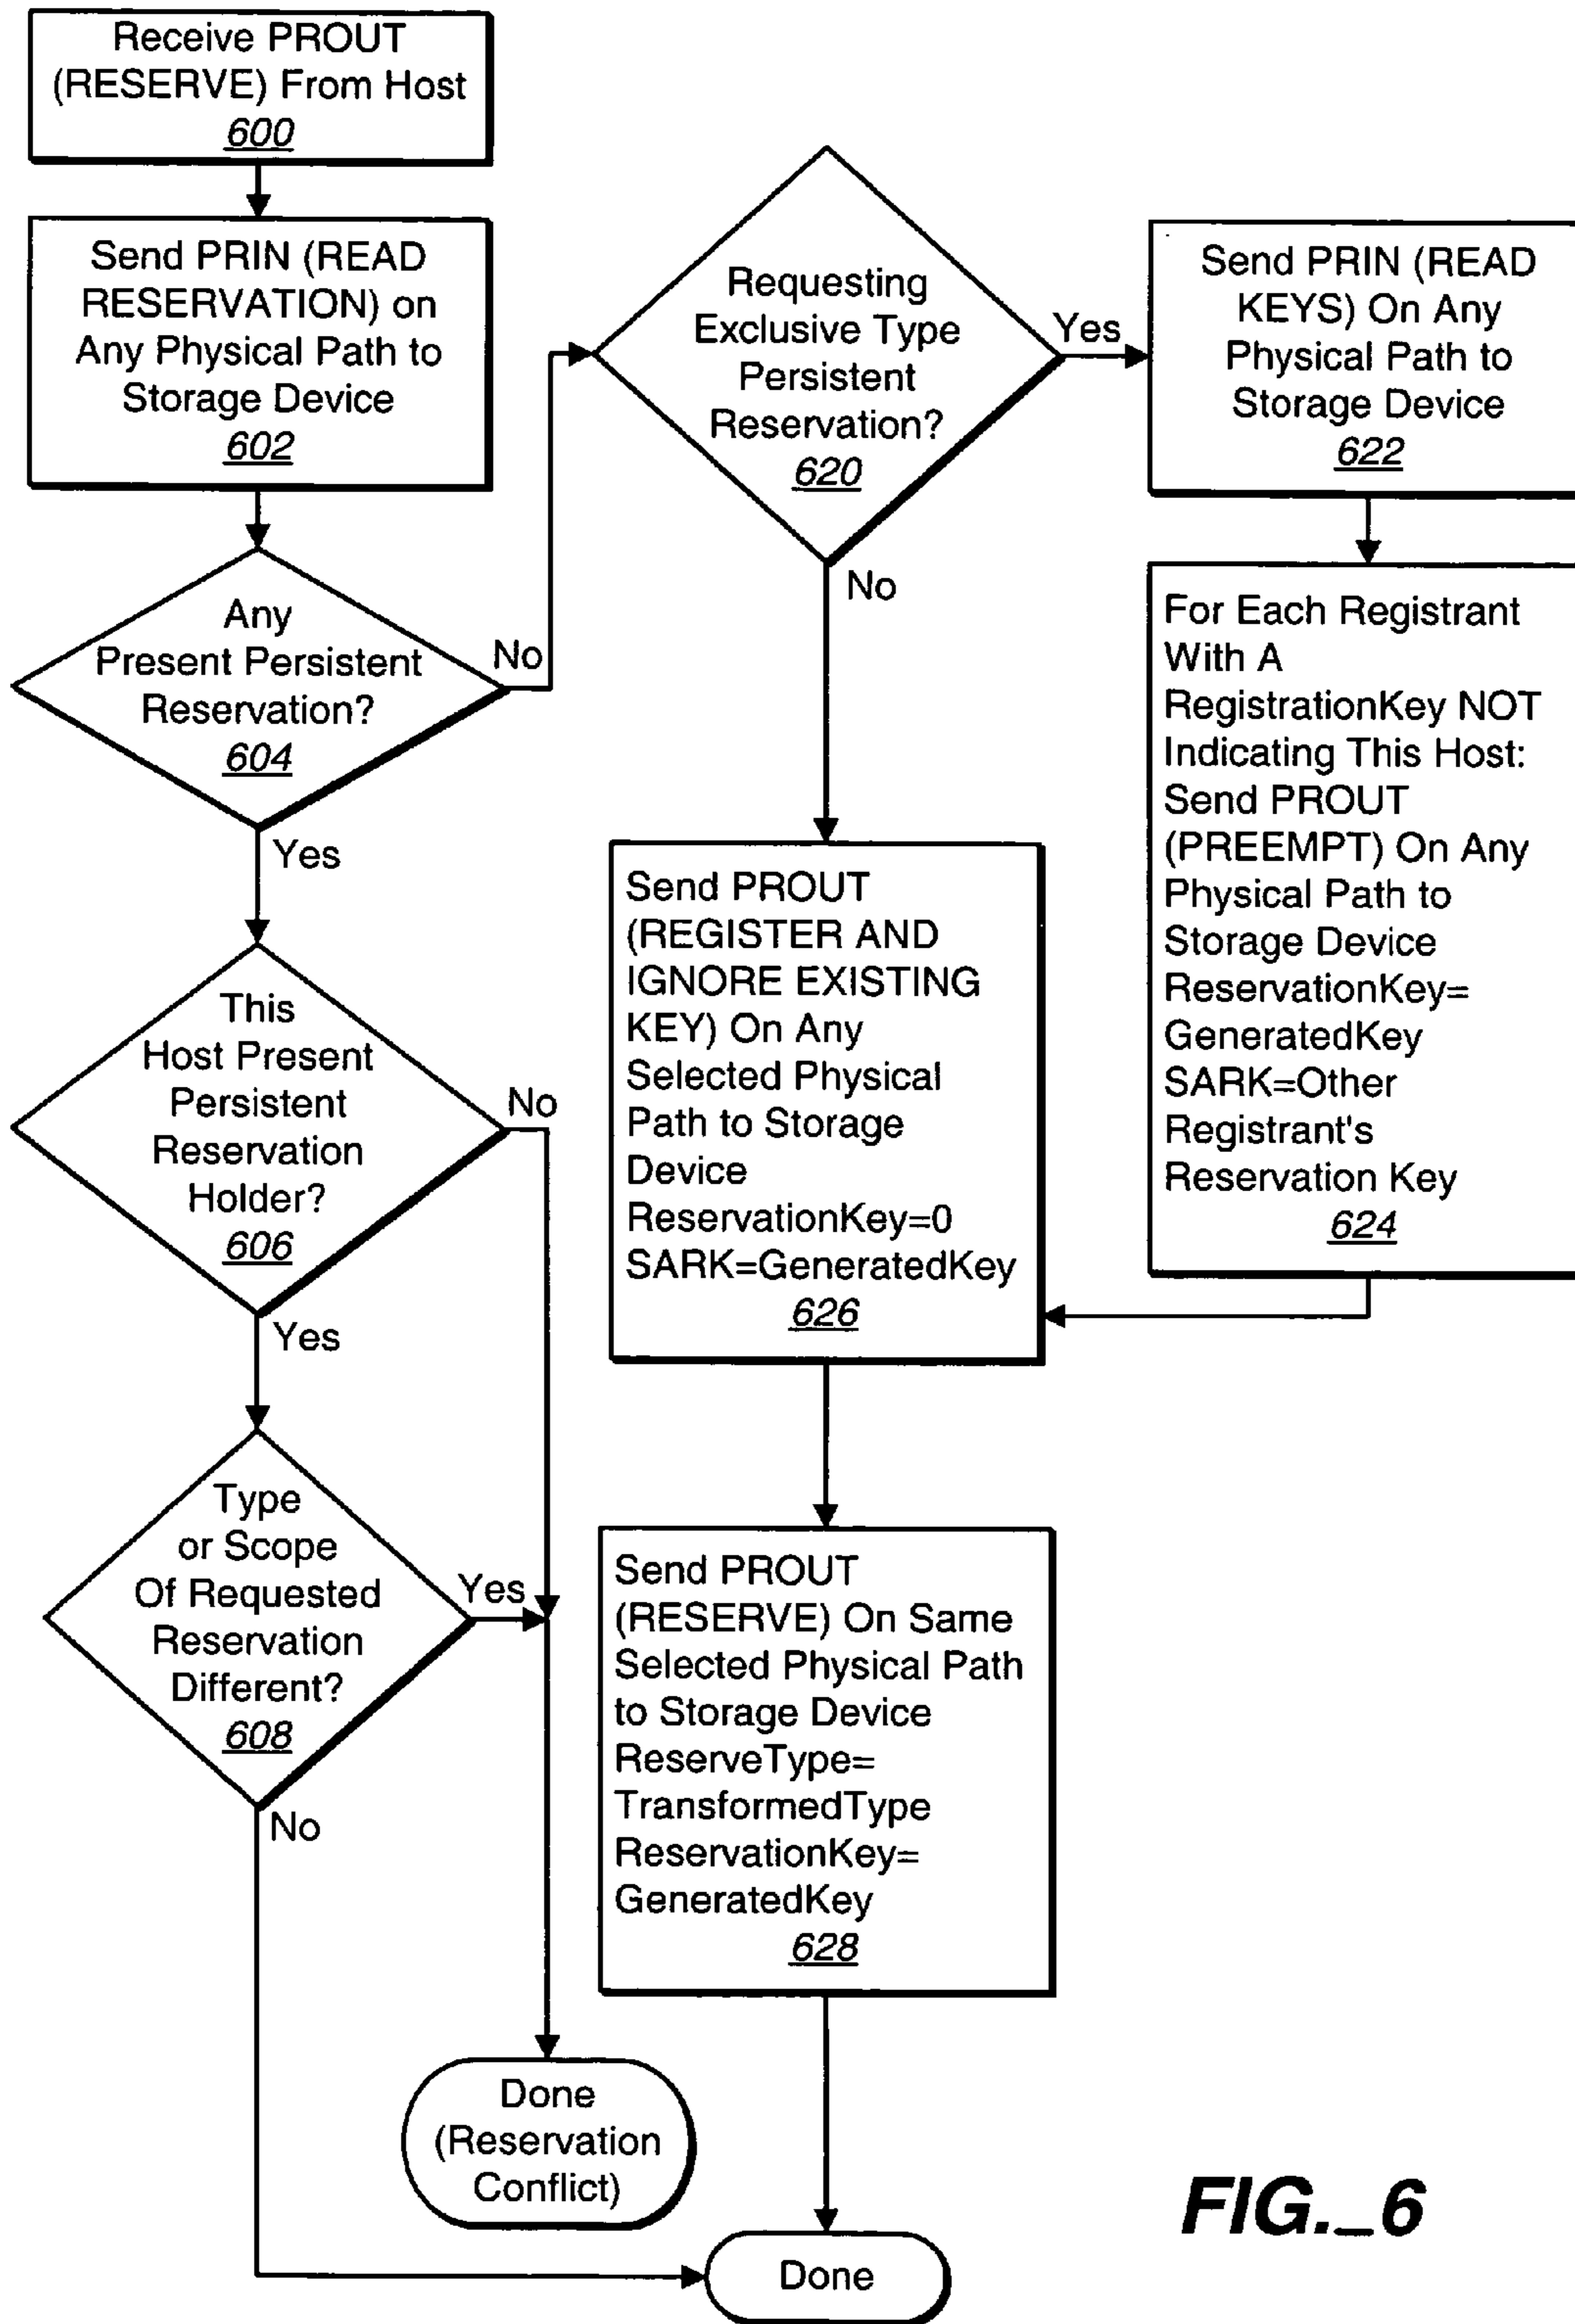 Receive PROUT
(RESERVE) From Host
600
Send PRIN (READ
RESERVATION) on
Any Physical Path to
Storage Device
602
Any
Present Persistent
Reservation?
604
No
Yes
This
Host Present
Persistent
Reservation
Holder?
606
No
Yes
Type
or Scope
Of Requested
Reservation
Different?
608
Yes
No
Done
(Reservation
Conflict)
Requesting
Exclusive Type
Persistent
Reservation?
620
Yes
No
Send PRIN (READ
KEYS) On Any
Physical Path to
Storage Device
622
For Each Registrant
With A
RegistrationKey NOT
Indicating This Host:
Send PROUT
(PREEMPT) On Any
Physical Path to
Storage Device
ReservationKey=
GeneratedKey
SARK=Other
Registrant's
Reservation Key
624
Send PROUT
(REGISTER AND
IGNORE EXISTING
KEY) On Any
Selected Physical
Path to Storage
Device
ReservationKey=0
SARK=GeneratedKey
626
Send PROUT
(RESERVE) On Same
Selected Physical Path
to Storage Device
ReserveType=
TransformedType
ReservationKey=
GeneratedKey
628
Done
FIG._6